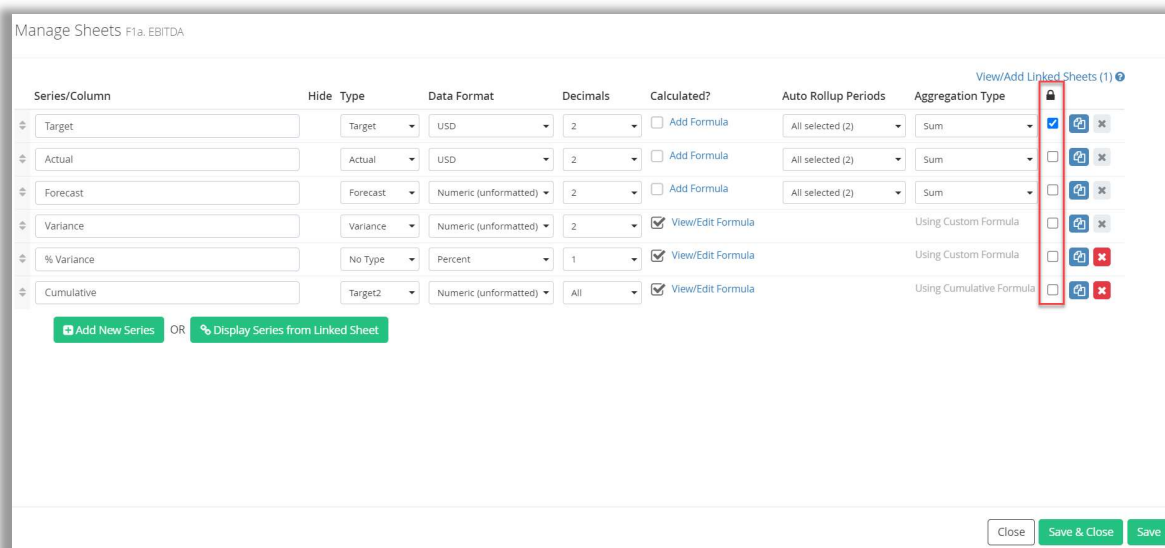 Manage Sheets F1a. EBITDA
View/Add Linked Sheets (1)
Series/Column Hide Type Data Format Decimals Calculated? Auto Rollup Periods Aggregation Type
Target Target USD 2 Add Formula All selected (2) Sum
Actual Actual USD 2 Add Formula All selected (2) Sum
Forecast Forecast Numeric (unformatted) 2 Add Formula All selected (2) Sum
Variance Variance Numeric (unformatted) 2 View/Edit Formula Using Custom Formula
% Variance No Type Percent 1 View/Edit Formula Using Custom Formula
Cumulative Target2 Numeric (unformatted) All View/Edit Formula Using Cumulative Formula
Add New Series OR Display Series from Linked Sheet
Close Save & Close Save